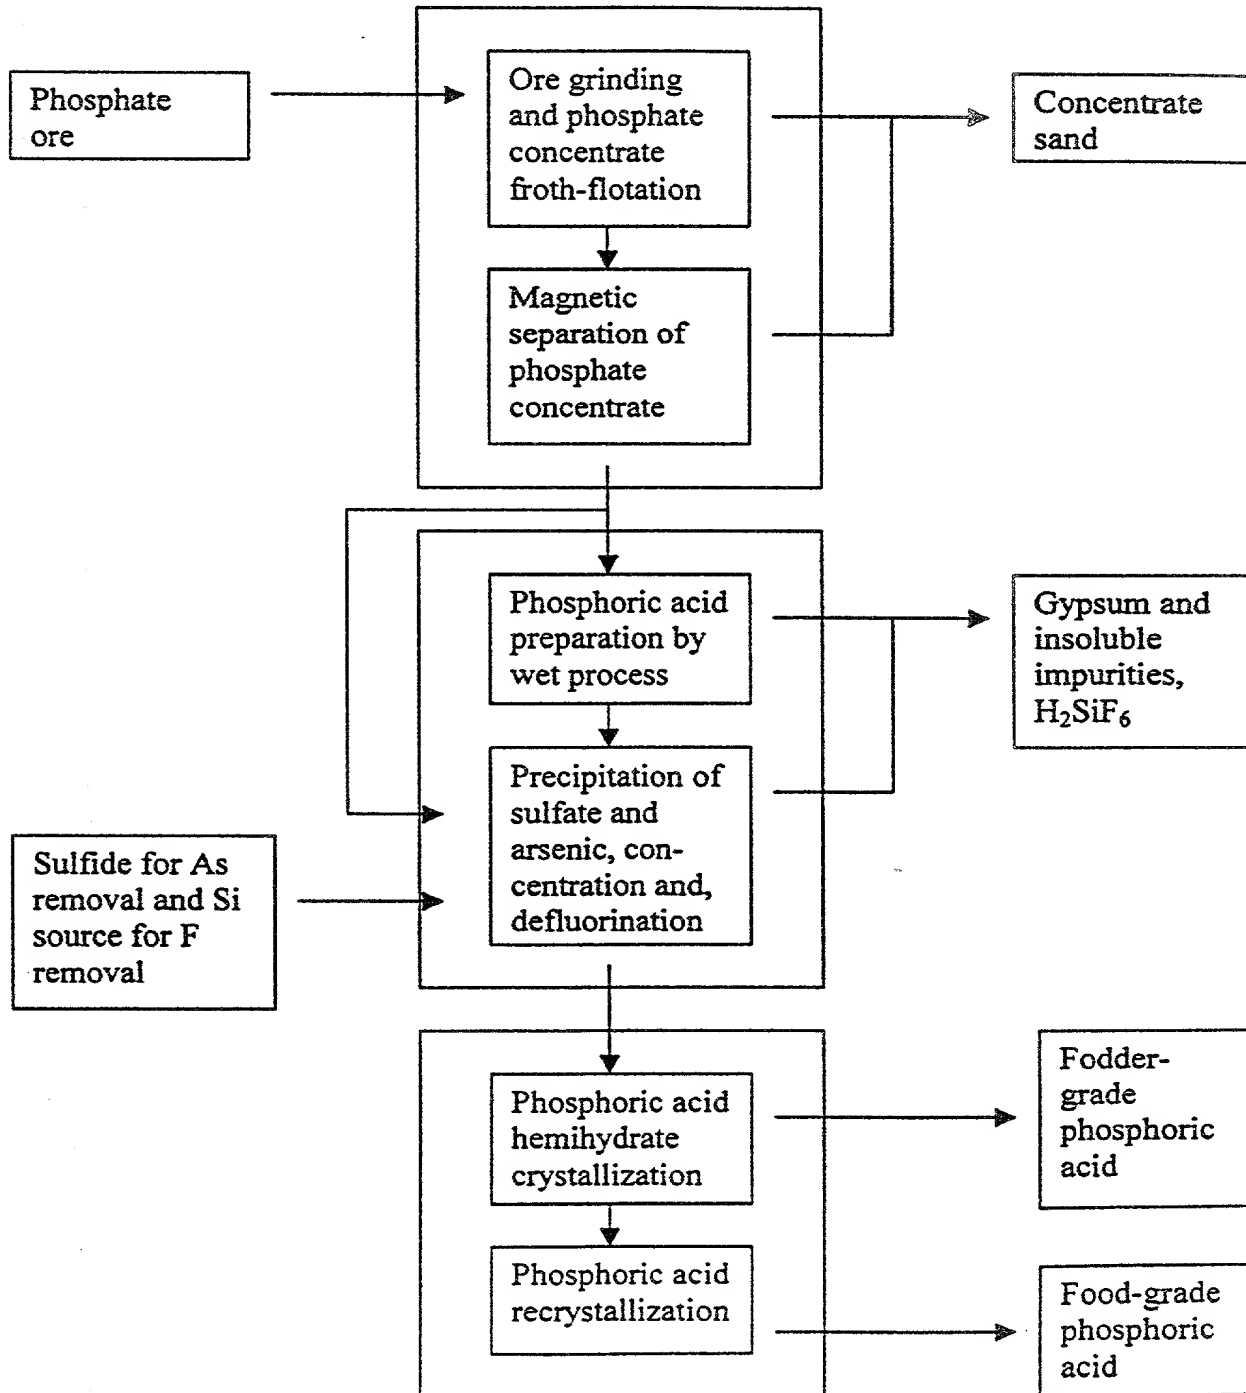 Phosphate
ore
Ore grinding
and phosphate
concentrate
froth-flotation
Concentrate
sand
Magnetic
separation of
phosphate
concentrate
Phosphoric acid
preparation by
wet process
Gypsum and
insoluble
impurities,
H₂SiF₆
Precipitation of
sulfate and
arsenic, con-
centration and,
defluorination
Sulfide for As
removal and Si
source for F
removal
Phosphoric acid
hemihydrate
crystallization
Fodder-
grade
phosphoric
acid
Phosphoric acid
recrystallization
Food-grade
phosphoric
acid